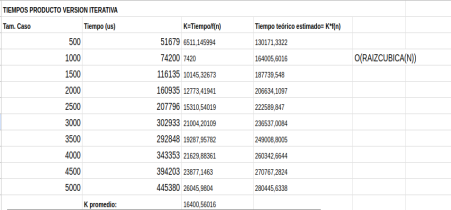 TIEMPOS PRODUCTO VERSION ITERATIVA
Tam. Caso Tiempo (us) K=Tiempo/f(n) Tiempo teórico estimado= K*f(n)
500 51679 6511,145994 130171,3322
1000 74200 7420 164005,6016 O(RAIZCUBICA(N))
1500 116135 10145,32673 187739,548
2000 160935 12773,41941 206634,1097
2500 207796 15310,54019 222589,847
3000 302933 21004,20109 236537,0084
3500 292848 19287,95782 249008,8005
4000 343353 21629,88361 260342,6644
4500 394203 23877,1463 270767,2824
5000 445380 26045,9804 280445,6338
K promedio: 16400,56016